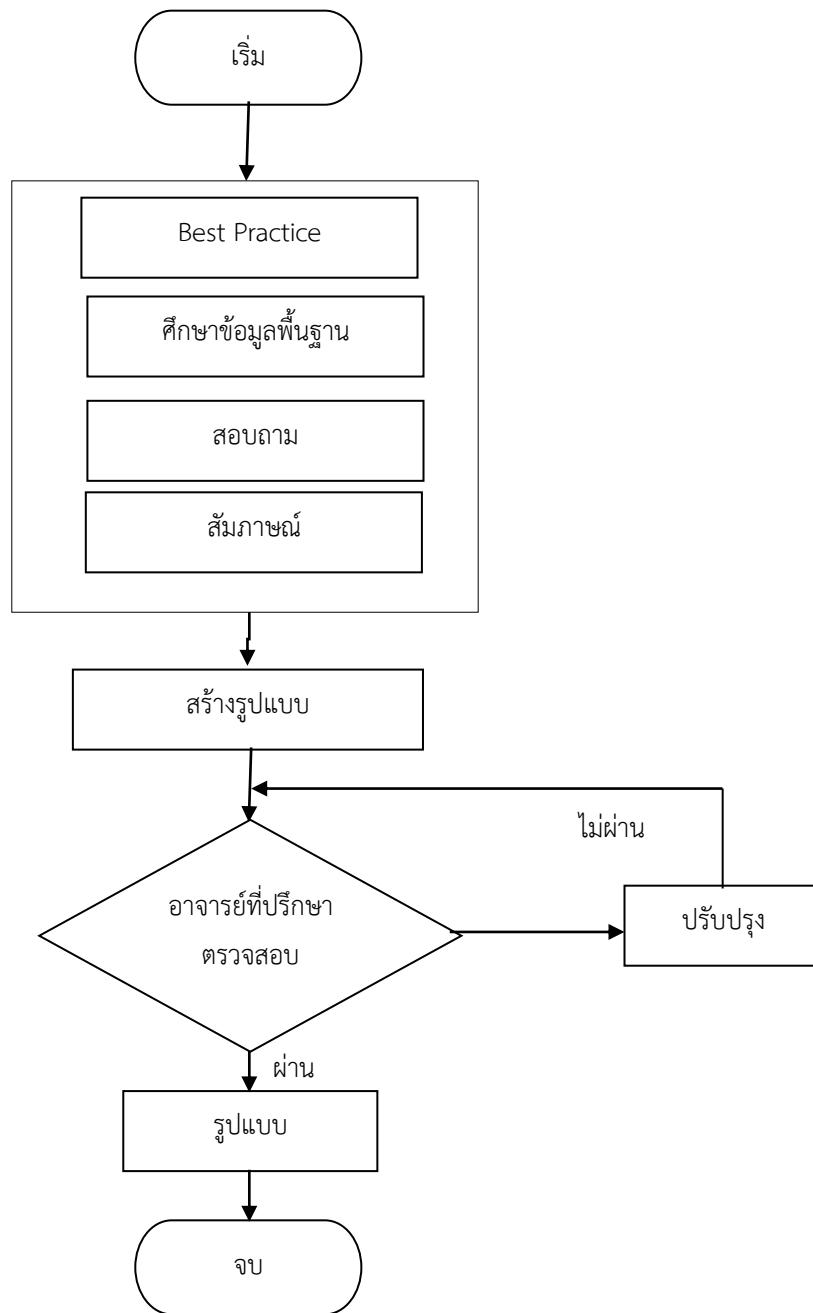 เริ่ม
Best Practice
ศึกษาข้อมูลพื้นฐาน
สอบถาม
สัมภาษณ์
สร้างรูปแบบ
ไม่ผ่าน
อาจารย์ที่ปรึกษา
ตรวจสอบ
ปรับปรุง
ผ่าน
รูปแบบ
จบ